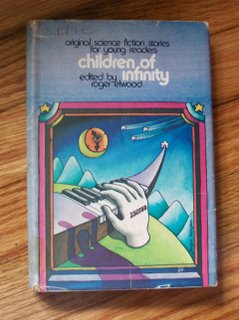 original science fiction stories
for young readers
children of
infinity
edited by
roger elwood